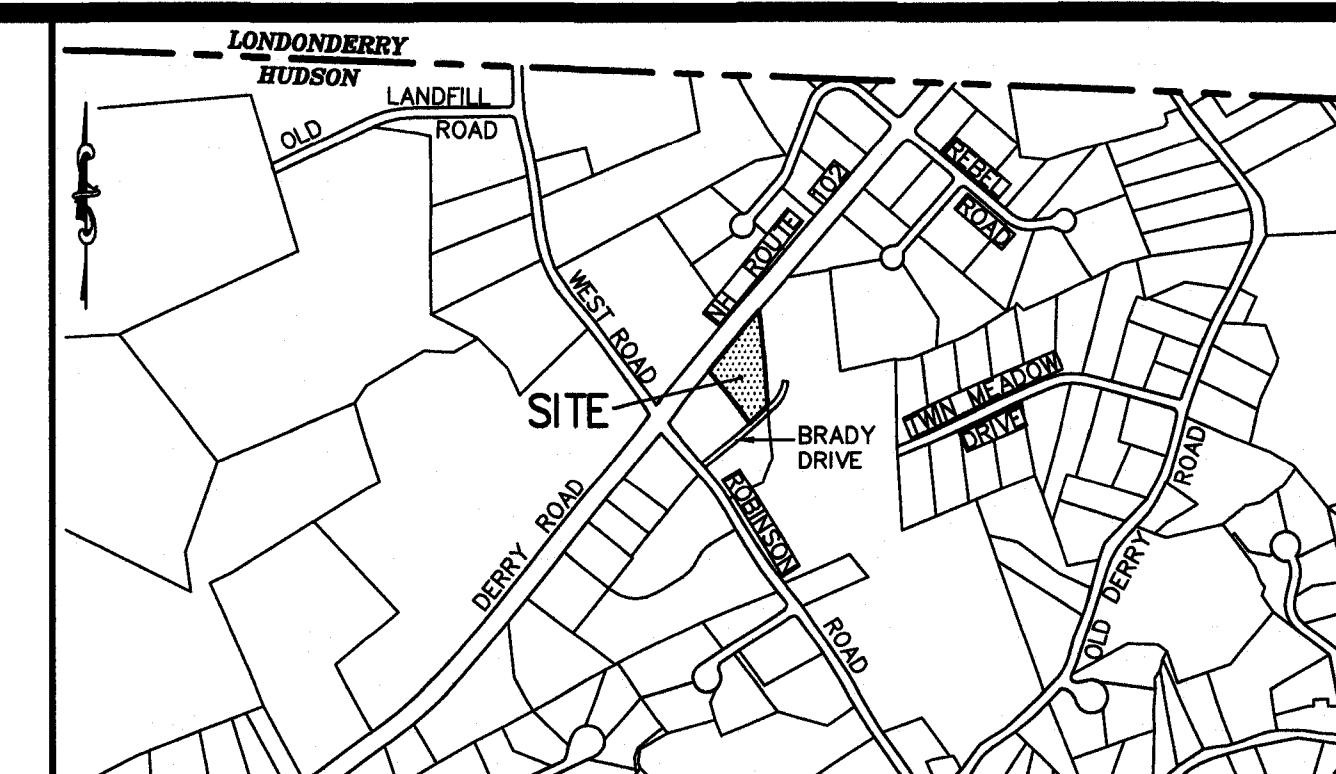 LONDONDERRY
HUDSON
OLD LANDFILL
ROAD
WEST ROAD
NH ROUTE 102
REBEL
ROAD
SITE
BRADY
DRIVE
TWIN MEADOW
DRIVE
DERRY ROAD
ROBINSON
ROAD
OLD DERRY ROAD